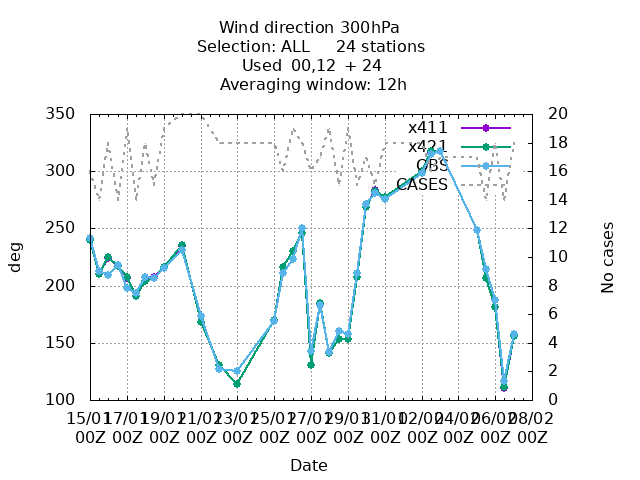 Wind direction 300hPa
Selection: ALL 24 stations
Used 00,12 + 24
Averaging window: 12h
350 20
x411
x421
OBS
CASES
300
250
200
150
100
18
16
14
12
10
8
6
4
2
0
deg
No cases
15/01 17/01 19/01 21/01 23/01 25/01 27/01 29/01 31/01 02/02 04/02 06/02 08/02
00Z 00Z 00Z 00Z 00Z 00Z 00Z 00Z 00Z 00Z 00Z 00Z 00Z
Date